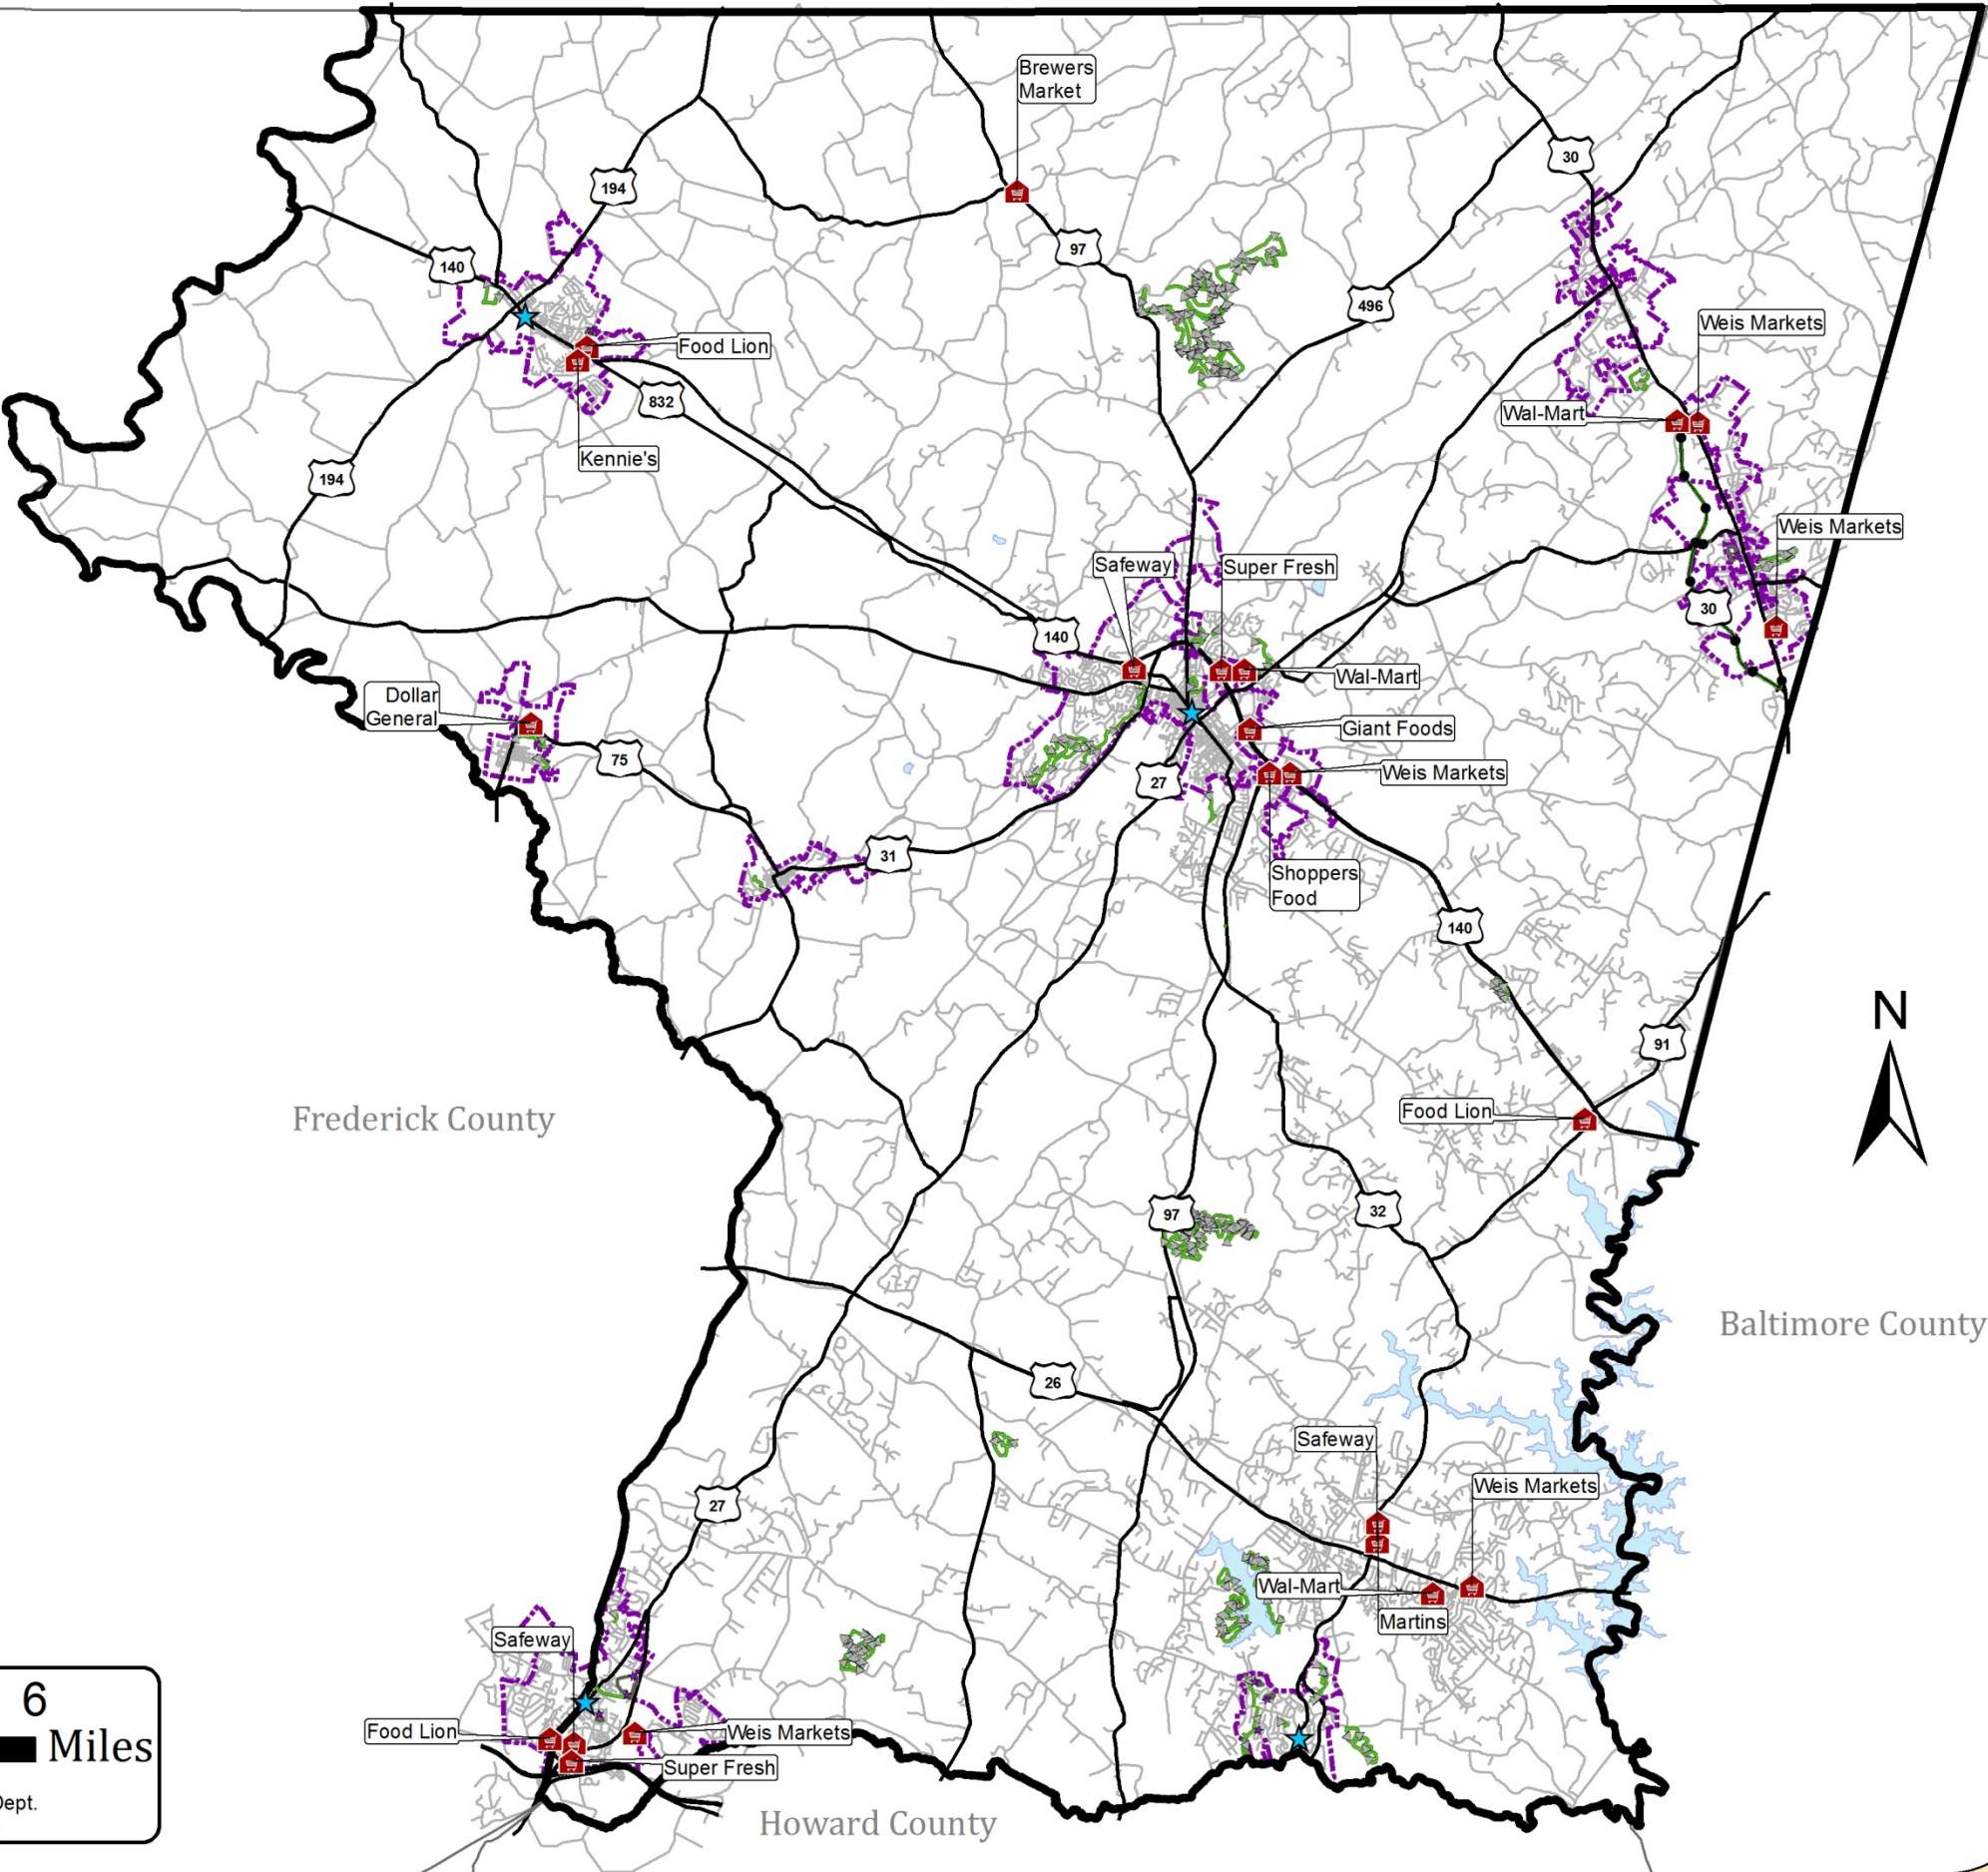 Brewers
Market
30
194
97
140
496
Weis Markets
Food Lion
832
Wal-Mart
Kennie's
194
Weis Markets
Safeway
Super Fresh
30
140
Wal-Mart
Dollar
General
Giant Foods
75
27
Weis Markets
31
Shoppers
Food
140
N
91
Food Lion
Frederick County
97
32
Baltimore County
26
Safeway
Weis Markets
27
Wal-Mart
Martins
Safeway
6
Miles
Food Lion
Weis Markets
Super Fresh
Dept.
Howard County